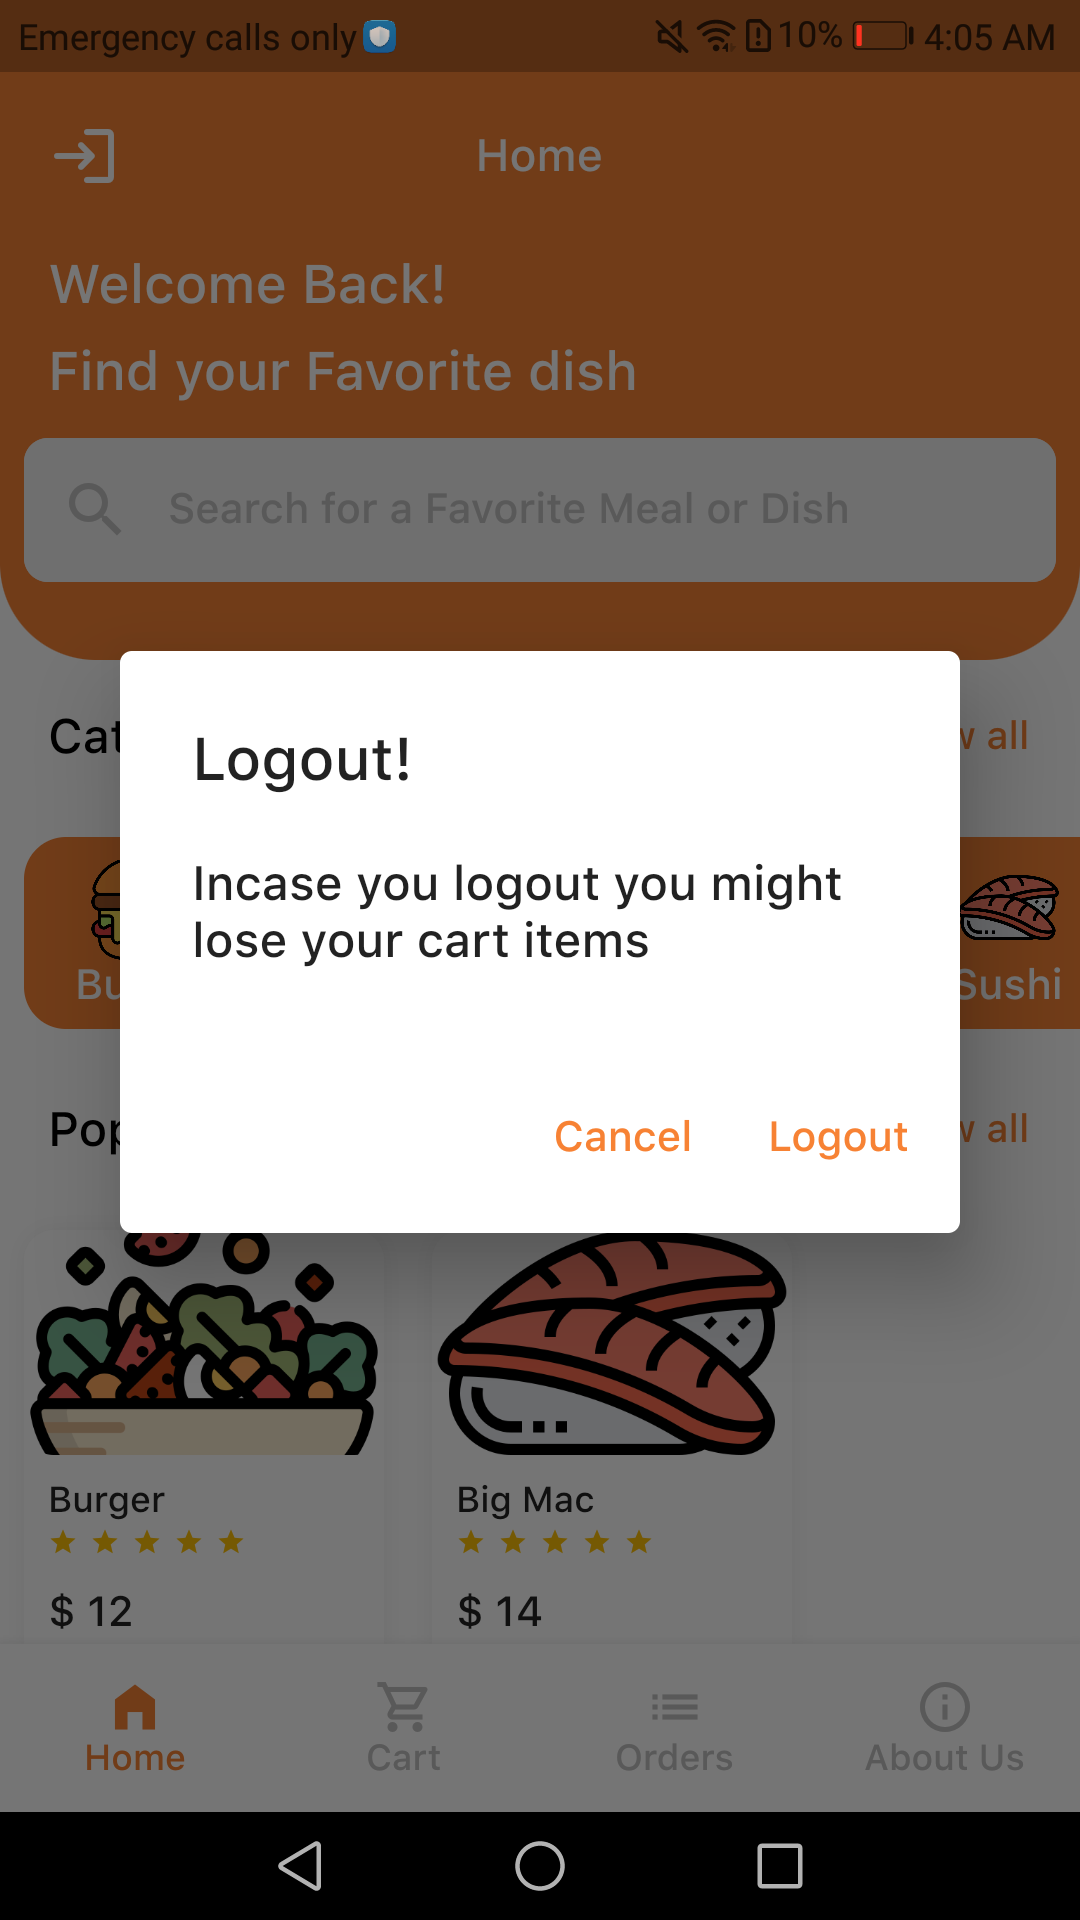 Emergency calls only
10%
4:05 AM
Home
Welcome Back!
Find your Favorite dish
Search for a Favorite Meal or Dish
Cat
w all
Logout!
Incase you logout you might
lose your cart items
Bu
Sushi
Pop
w all
Cancel
Logout
Burger
Big Mac
$ 12
$ 14
Home
Cart
Orders
About Us